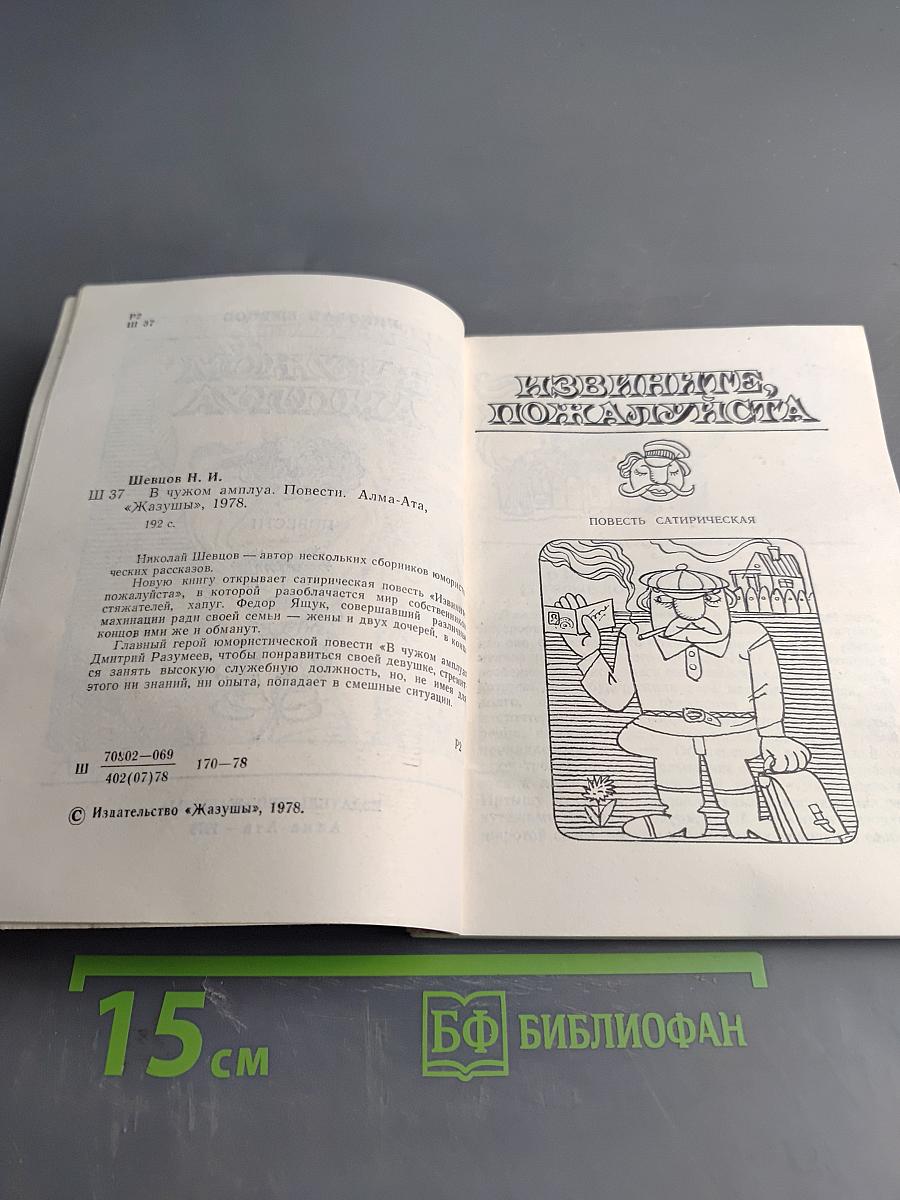 Р2
Ш 37
Шевцов Н. И.
Ш 37 В чужом амплуа. Повести. Алма-Ата,
«Жазушы», 1978.
192 с.
Николай Шевцов — автор нескольких сборников юморист
ческих рассказов.
Новую книгу открывает сатирическая повесть «Извини
пожалуйста», в которой разоблачается мир собственник
стяжателей, хапуг. Федор Ящук, совершавший различн
махинации ради своей семьи — жены и двух дочерей, в конц
концов ими же и обманут.
Главный герой юмористической повести «В чужом амплуа
Дмитрий Разумеев, чтобы понравиться своей девушке, стремит
ся занять высокую служебную должность, но, не имея дл
этого ни знаний, ни опыта, попадает в смешные ситуации.
Р2
Ш 70802—069
402(07)78 170—78
© Издательство «Жазушы», 1978.
ИЗВИНИТЕ,
ПОЖАЛУЙСТА
ПОВЕСТЬ САТИРИЧЕСКАЯ
15 см
БФ БИБЛИОФАН